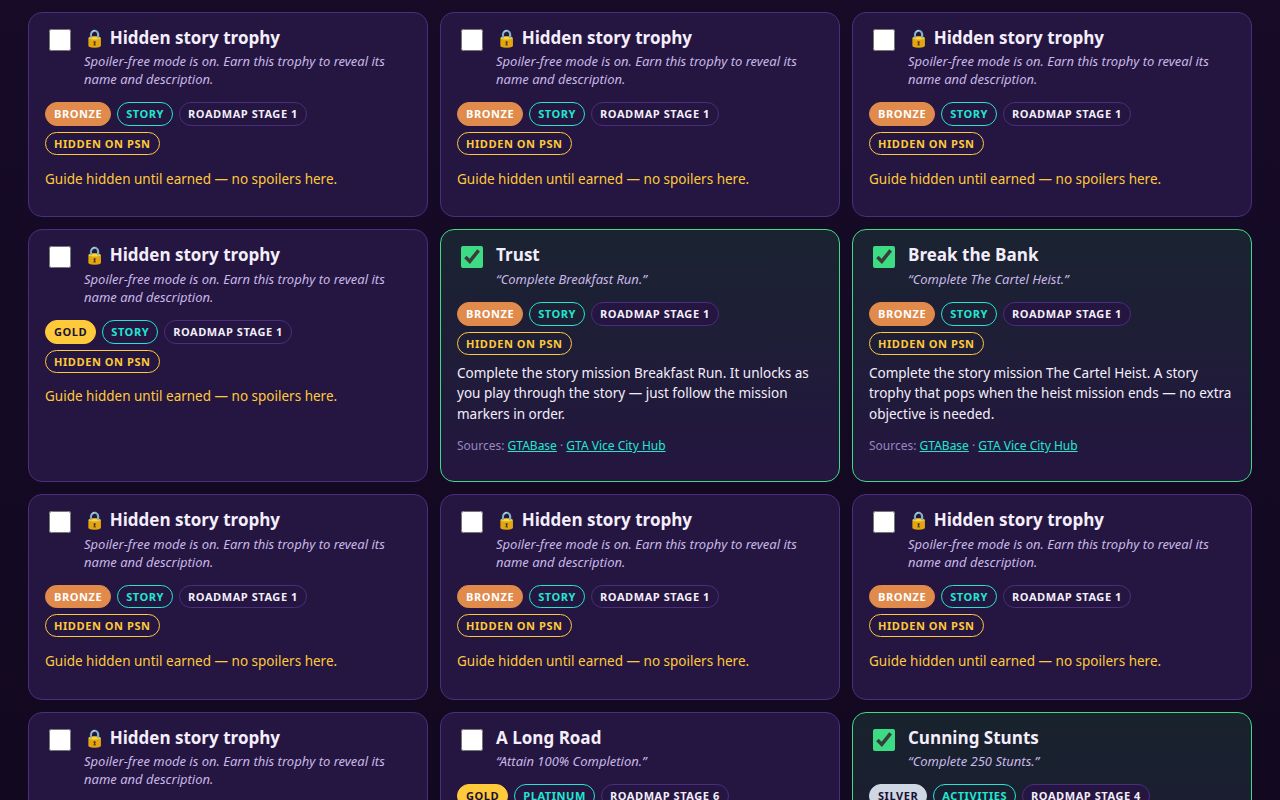 🔒 Hidden story trophy
Spoiler-free mode is on. Earn this trophy to reveal its
name and description.
BRONZE STORY ROADMAP STAGE 1
HIDDEN ON PSN
Guide hidden until earned — no spoilers here.
🔒 Hidden story trophy
Spoiler-free mode is on. Earn this trophy to reveal its
name and description.
BRONZE STORY ROADMAP STAGE 1
HIDDEN ON PSN
Guide hidden until earned — no spoilers here.
🔒 Hidden story trophy
Spoiler-free mode is on. Earn this trophy to reveal its
name and description.
BRONZE STORY ROADMAP STAGE 1
HIDDEN ON PSN
Guide hidden until earned — no spoilers here.
🔒 Hidden story trophy
Spoiler-free mode is on. Earn this trophy to reveal its
name and description.
GOLD STORY ROADMAP STAGE 1
HIDDEN ON PSN
Guide hidden until earned — no spoilers here.
Trust
“Complete Breakfast Run.”
BRONZE STORY ROADMAP STAGE 1
HIDDEN ON PSN
Complete the story mission Breakfast Run. It unlocks as
you play through the story — just follow the mission
markers in order.
Sources: GTABase · GTA Vice City Hub
Break the Bank
“Complete The Cartel Heist.”
BRONZE STORY ROADMAP STAGE 1
HIDDEN ON PSN
Complete the story mission The Cartel Heist. A story
trophy that pops when the heist mission ends — no extra
objective is needed.
Sources: GTABase · GTA Vice City Hub
🔒 Hidden story trophy
Spoiler-free mode is on. Earn this trophy to reveal its
name and description.
BRONZE STORY ROADMAP STAGE 1
HIDDEN ON PSN
Guide hidden until earned — no spoilers here.
🔒 Hidden story trophy
Spoiler-free mode is on. Earn this trophy to reveal its
name and description.
BRONZE STORY ROADMAP STAGE 1
HIDDEN ON PSN
Guide hidden until earned — no spoilers here.
🔒 Hidden story trophy
Spoiler-free mode is on. Earn this trophy to reveal its
name and description.
BRONZE STORY ROADMAP STAGE 1
HIDDEN ON PSN
Guide hidden until earned — no spoilers here.
🔒 Hidden story trophy
Spoiler-free mode is on. Earn this trophy to reveal its
name and description.
A Long Road
“Attain 100% Completion.”
GOLD PLATINUM ROADMAP STAGE 6
Cunning Stunts
“Complete 250 Stunts.”
SILVER ACTIVITIES ROADMAP STAGE 4